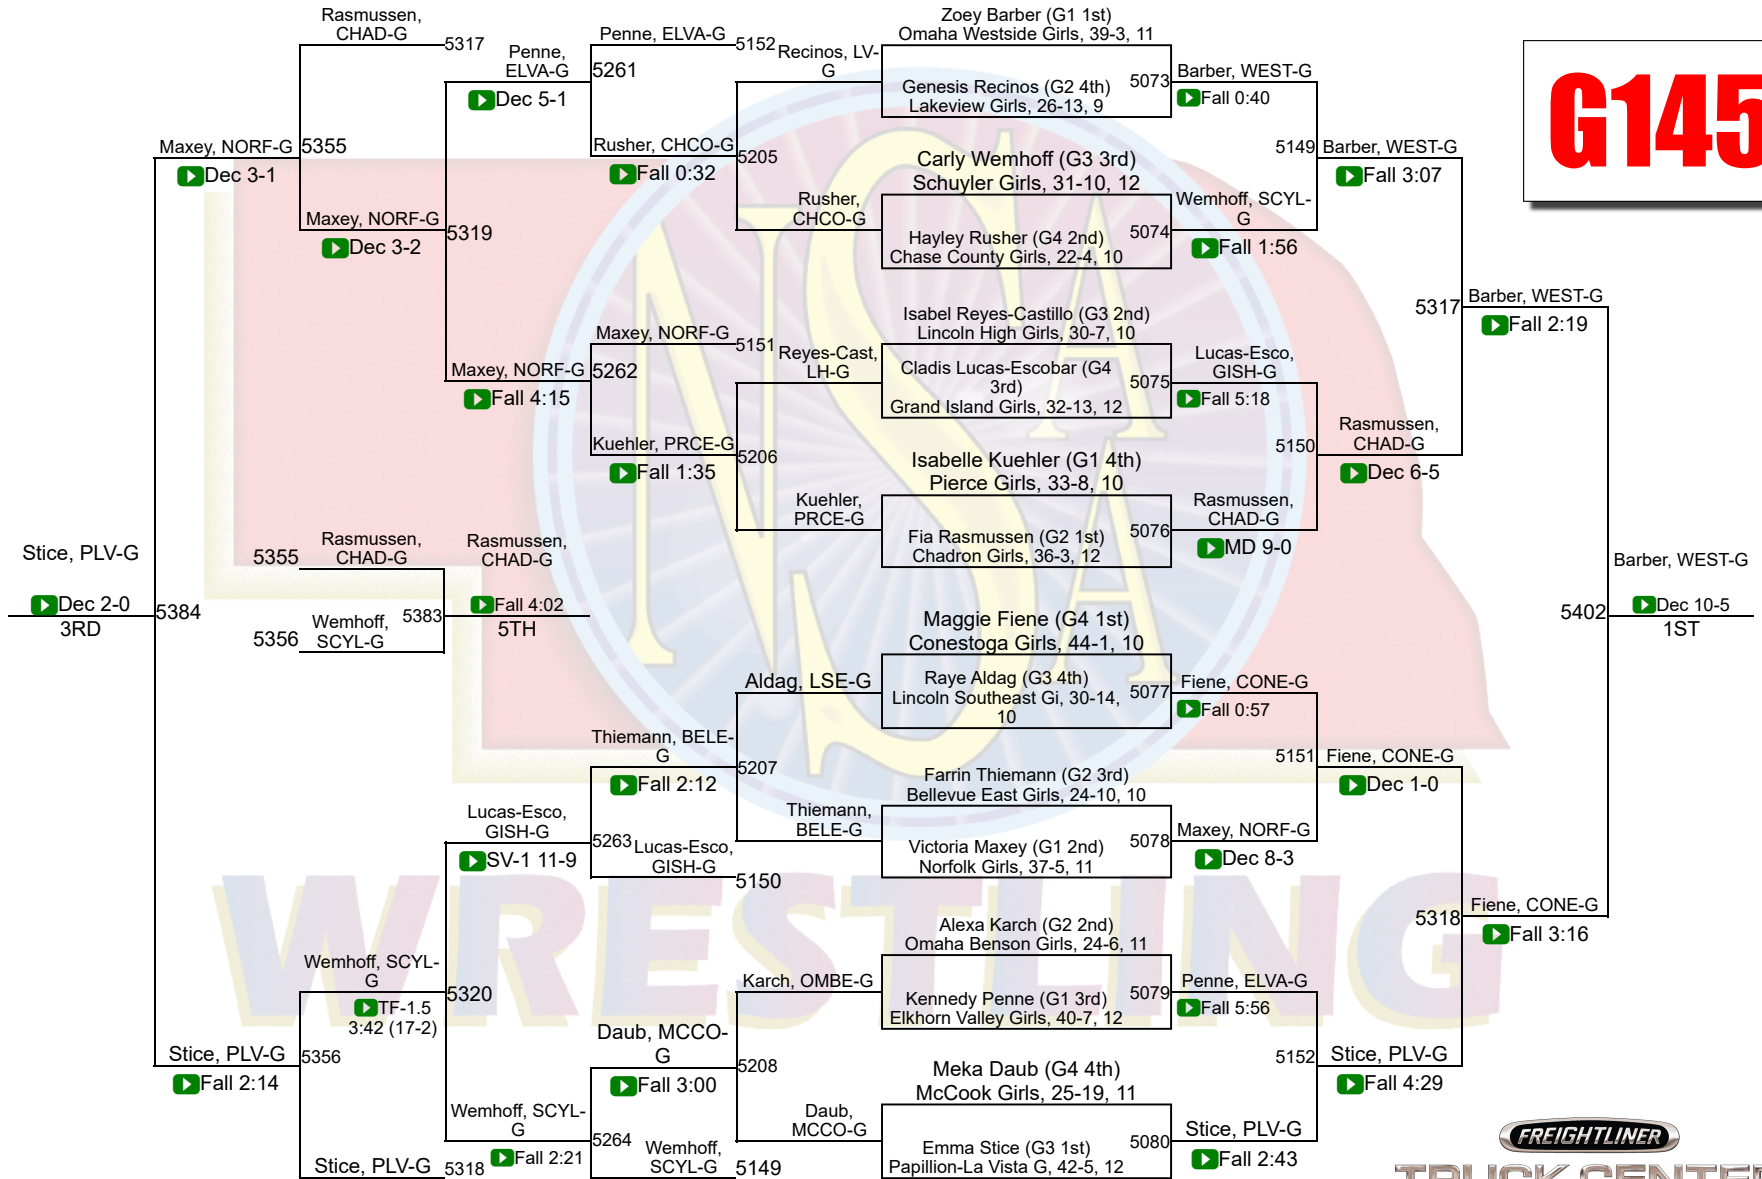 Rasmussen,
CHAD-G
5317
Penne,
ELVA-G
Dec 5-1
Penne, ELVA-G
5152
5261
Rusher, CHCO-G
Fall 0:32
5205
Recinos, LV-
G
Rusher,
CHCO-G
Zoey Barber (G1 1st)
Omaha Westside Girls, 39-3, 11
Genesis Recinos (G2 4th)
Lakeview Girls, 26-13, 9
5073
Barber, WEST-G
Fall 0:40
G145
Carly Wemhoff (G3 3rd)
Schuyler Girls, 31-10, 12
Hayley Rusher (G4 2nd)
Chase County Girls, 22-4, 10
5074
Wemhoff, SCYL-
G
Fall 1:56
5149
Barber, WEST-G
Fall 3:07
Maxey, NORF-G
Dec 3-1
5355
Maxey, NORF-G
Dec 3-2
5319
Maxey, NORF-G
Fall 4:15
Maxey, NORF-G
5151
5262
Kuehler, PRCE-G
Fall 1:35
5206
Reyes-Cast,
LH-G
Kuehler,
PRCE-G
Isabel Reyes-Castillo (G3 2nd)
Lincoln High Girls, 30-7, 10
Cladis Lucas-Escobar (G4
3rd)
Grand Island Girls, 32-13, 12
5075
Lucas-Esco,
GISH-G
Fall 5:18
5317
Barber, WEST-G
Fall 2:19
Isabelle Kuehler (G1 4th)
Pierce Girls, 33-8, 10
Fia Rasmussen (G2 1st)
Chadron Girls, 36-3, 12
5076
Rasmussen,
CHAD-G
MD 9-0
5150
Rasmussen,
CHAD-G
Dec 6-5
Stice, PLV-G
Dec 2-0
3RD
5384
5355
Rasmussen,
CHAD-G
5356
Wemhoff,
SCYL-G
5383
Rasmussen,
CHAD-G
Fall 4:02
5TH
Barber, WEST-G
5402
Dec 10-5
1ST
NSAA
WRESTLING
Maggie Fiene (G4 1st)
Conestoga Girls, 44-1, 10
Raye Aldag (G3 4th)
Lincoln Southeast Gi, 30-14,
10
5077
Fiene, CONE-G
Fall 0:57
Aldag, LSE-G
Thiemann, BELE-
G
Fall 2:12
5207
Thiemann,
BELE-G
Farrin Thiemann (G2 3rd)
Bellevue East Girls, 24-10, 10
Victoria Maxey (G1 2nd)
Norfolk Girls, 37-5, 11
5078
Maxey, NORF-G
Dec 8-3
5151
Fiene, CONE-G
Dec 1-0
Lucas-Esco,
GISH-G
SV-1 11-9
5263
Lucas-Esco,
GISH-G
5150
Alexa Karch (G2 2nd)
Omaha Benson Girls, 24-6, 11
Kennedy Penne (G1 3rd)
Elkhorn Valley Girls, 40-7, 12
5079
Penne, ELVA-G
Fall 5:56
5318
Fiene, CONE-G
Fall 3:16
Wemhoff, SCYL-
G
TF-1.5
3:42 (17-2)
5320
Karch, OMBE-G
Daub, MCCO-
G
Fall 3:00
5208
Daub,
MCCO-G
Meka Daub (G4 4th)
McCook Girls, 25-19, 11
Emma Stice (G3 1st)
Papillion-La Vista G, 42-5, 12
5080
Stice, PLV-G
Fall 2:43
5152
Stice, PLV-G
Fall 4:29
Stice, PLV-G
Fall 2:14
5356
Stice, PLV-G
5318
Wemhoff, SCYL-
G
Fall 2:21
5264
Wemhoff,
SCYL-G
5149
FREIGHTLINER
TRUCK CENTER